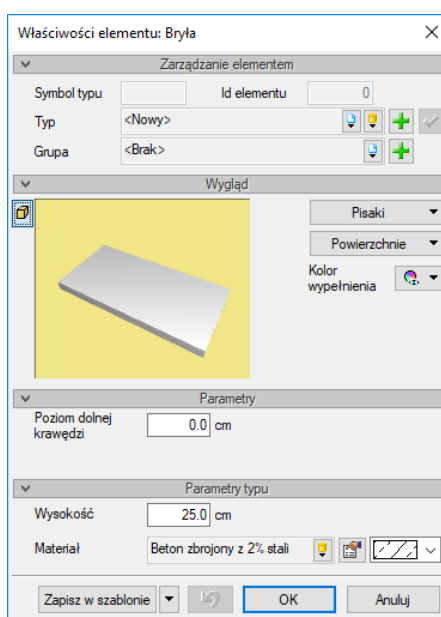 Właściwości elementu: Bryła
Zarządzanie elementem
Symbol typu Id elementu 0
Typ <Nowy>
Grupa <Brak>
Wygląd
Pisaki
Powierzchnie
Kolor
wypełnienia
Parametry
Poziom dolnej
krawędzi 0.0 cm
Parametry typu
Wysokość 25.0 cm
Materiał Beton zbrojony z 2% stali
Zapisz w szablonie OK Anuluj